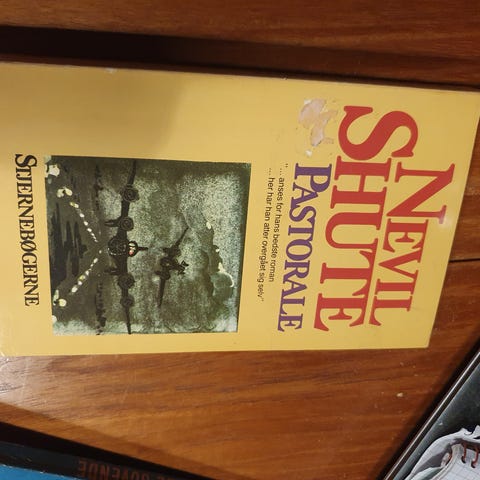 NEVIL
SHUTE
PASTORALE
"... anses for hans bedste roman
... her har han atter overgået sig selv"
STJERNEBØGERNE